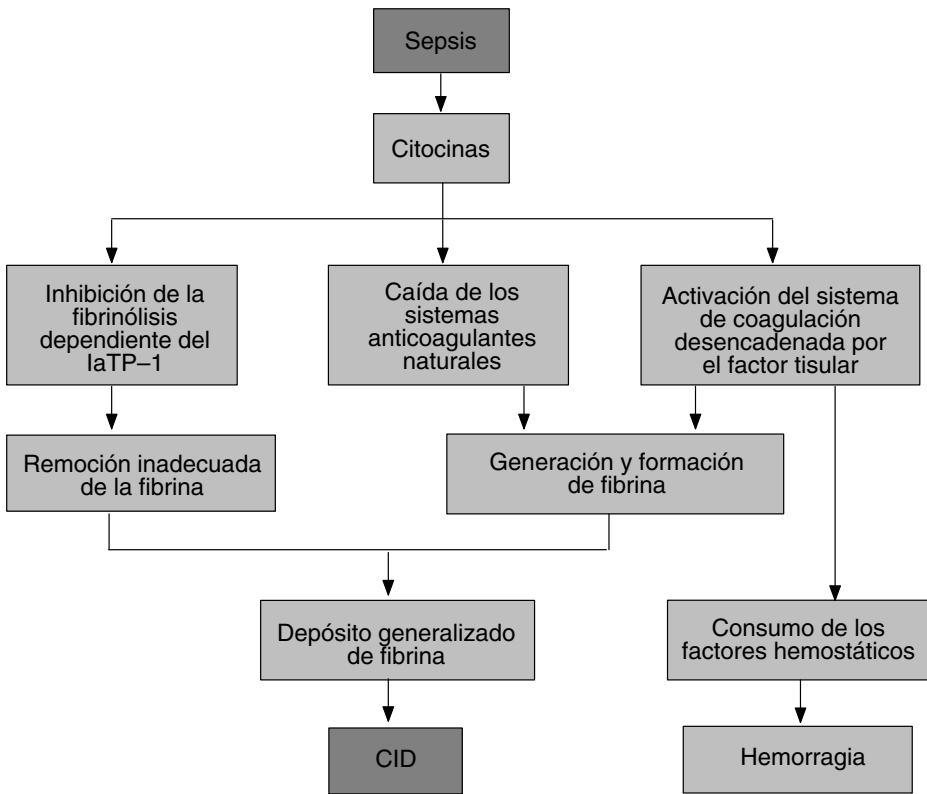 Sepsis
Citocinas
Inhibición de la
fibrinólisis
dependiente del
IaTP–1
Caída de los
sistemas
anticoagulantes
naturales
Activación del sistema
de coagulación
desencadenada por
el factor tisular
Remoción inadecuada
de la fibrina
Generación y formación
de fibrina
Depósito generalizado
de fibrina
Consumo de los
factores hemostáticos
CID
Hemorragia